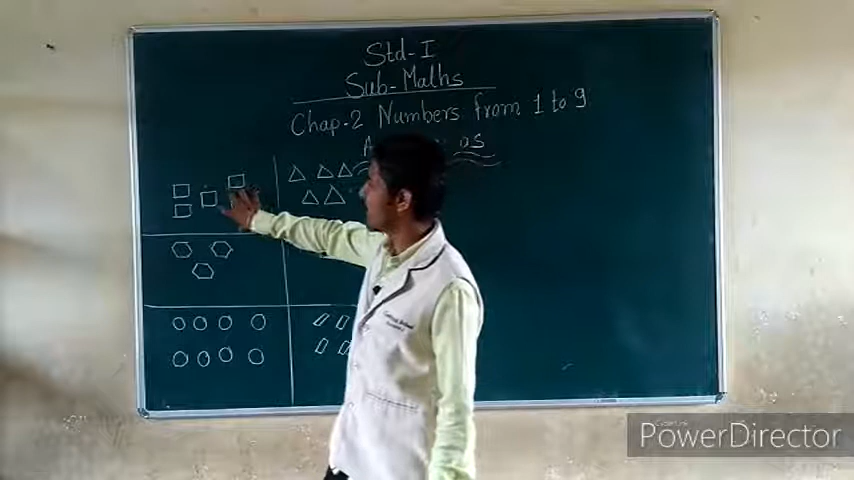 Std- I
Sub- Maths
Chap-2 Numbers from 1 to 9
PowerDirector